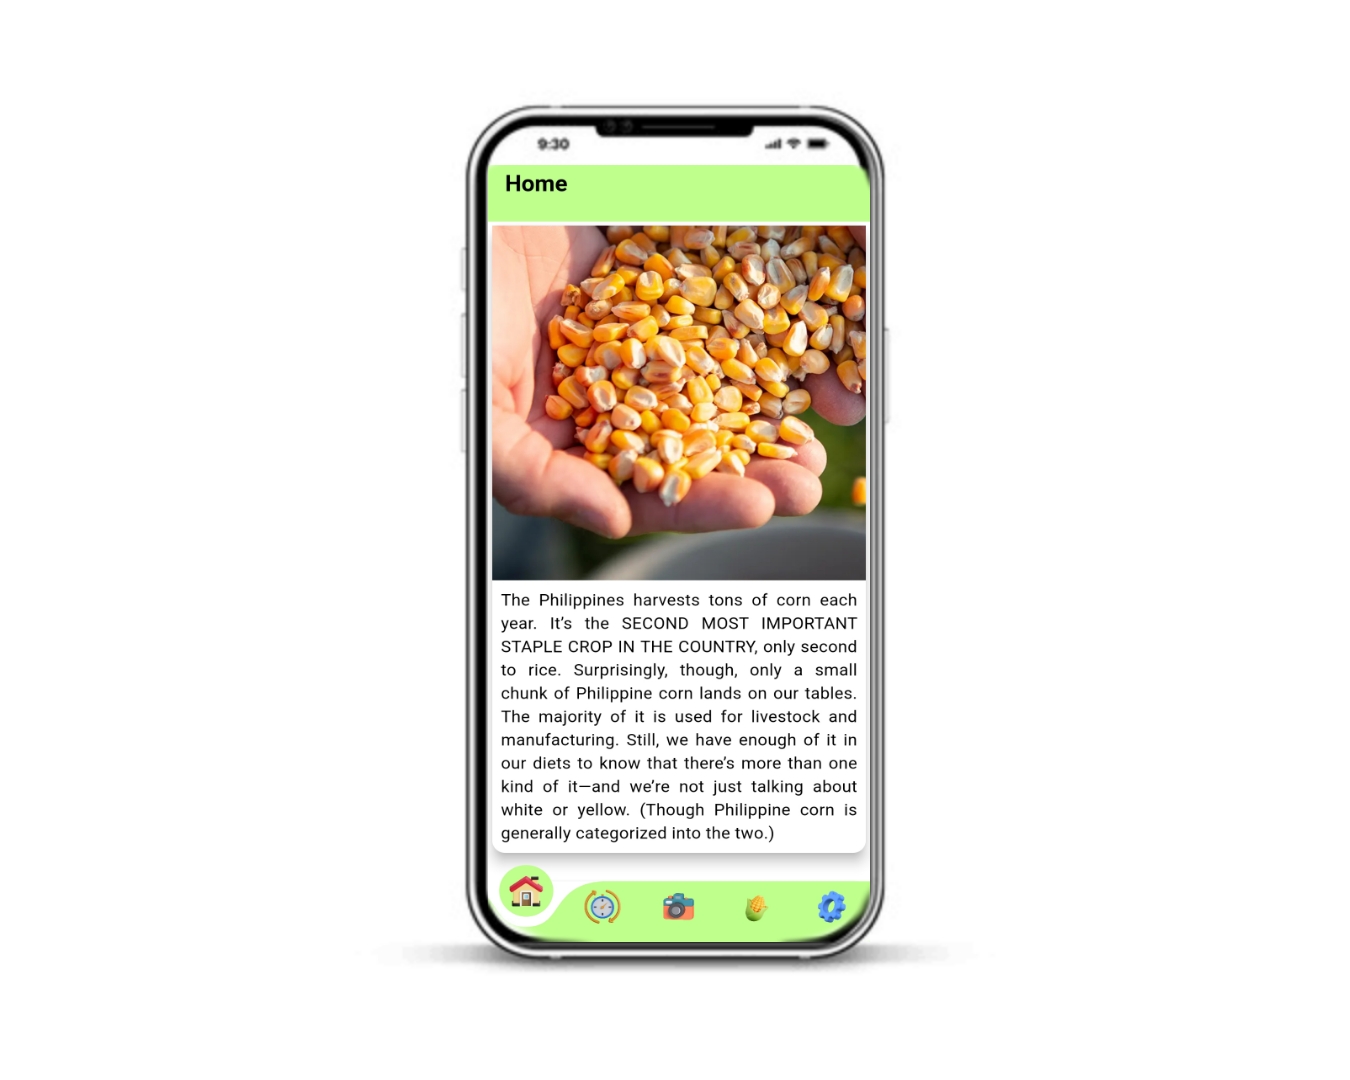 9:30
Home
The Philippines harvests tons of corn each
year. It’s the SECOND MOST IMPORTANT
STAPLE CROP IN THE COUNTRY, only second
to rice. Surprisingly, though, only a small
chunk of Philippine corn lands on our tables.
The majority of it is used for livestock and
manufacturing. Still, we have enough of it in
our diets to know that there’s more than one
kind of it—and we’re not just talking about
white or yellow. (Though Philippine corn is
generally categorized into the two.)